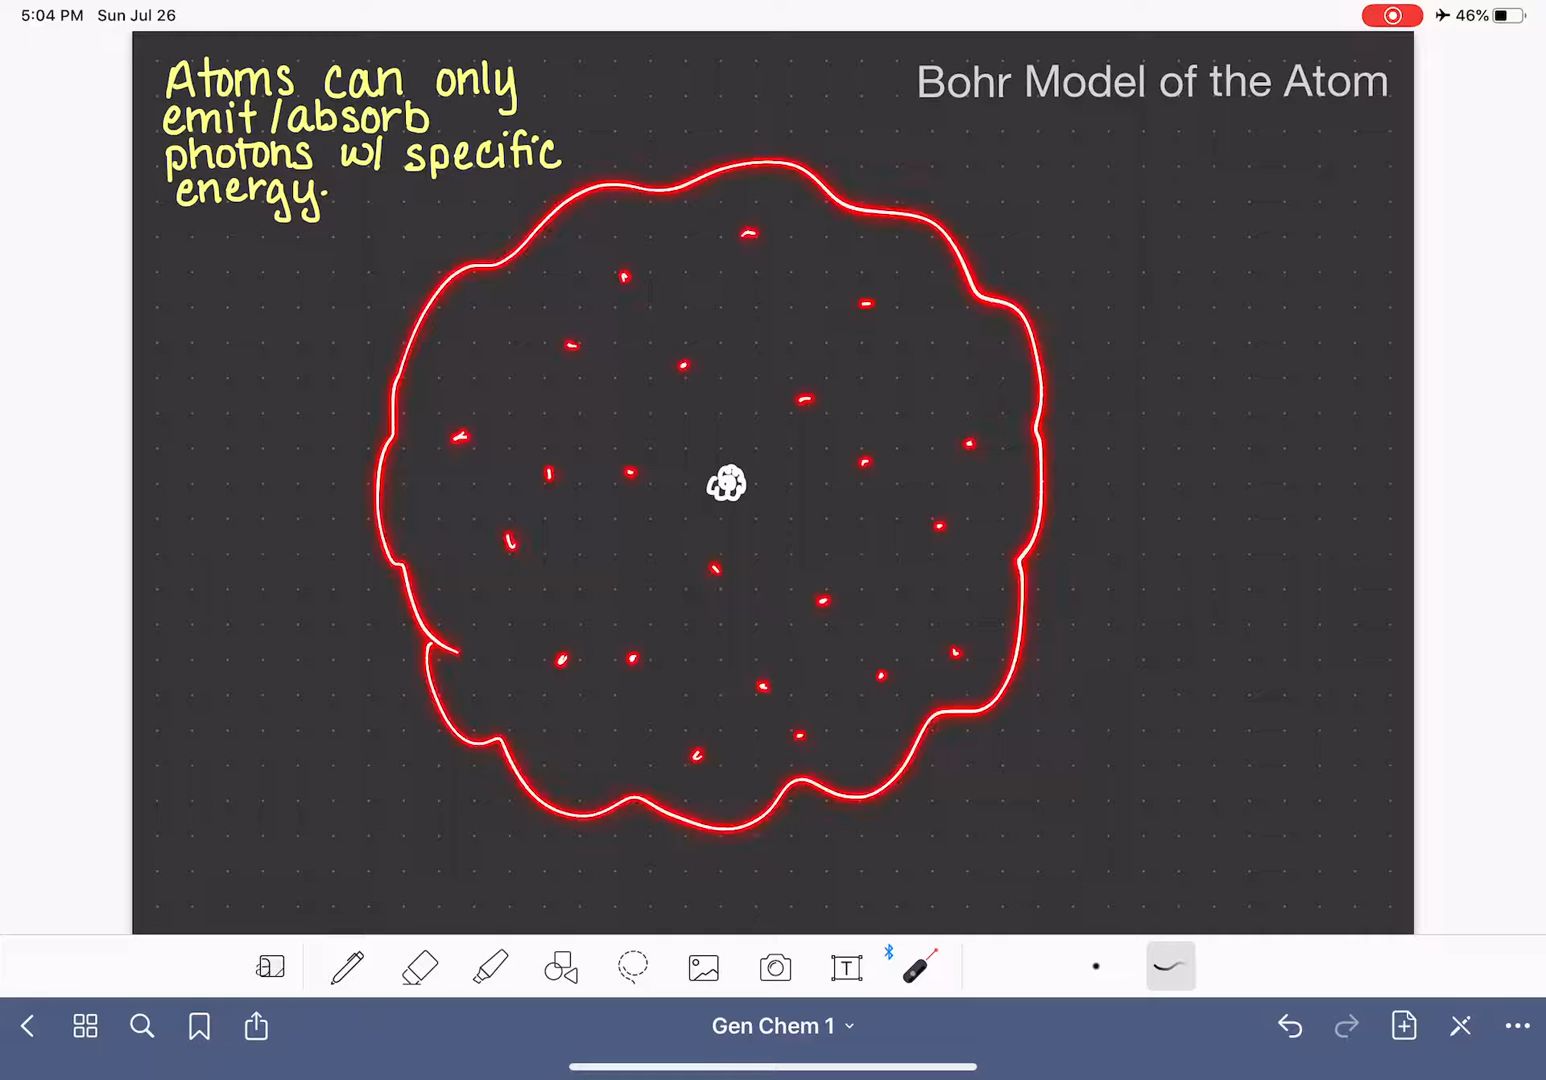 5:04 PM Sun Jul 26
46%
Atoms can only
emit/absorb
photons w/ specific
energy.
Bohr Model of the Atom
T
Gen Chem 1